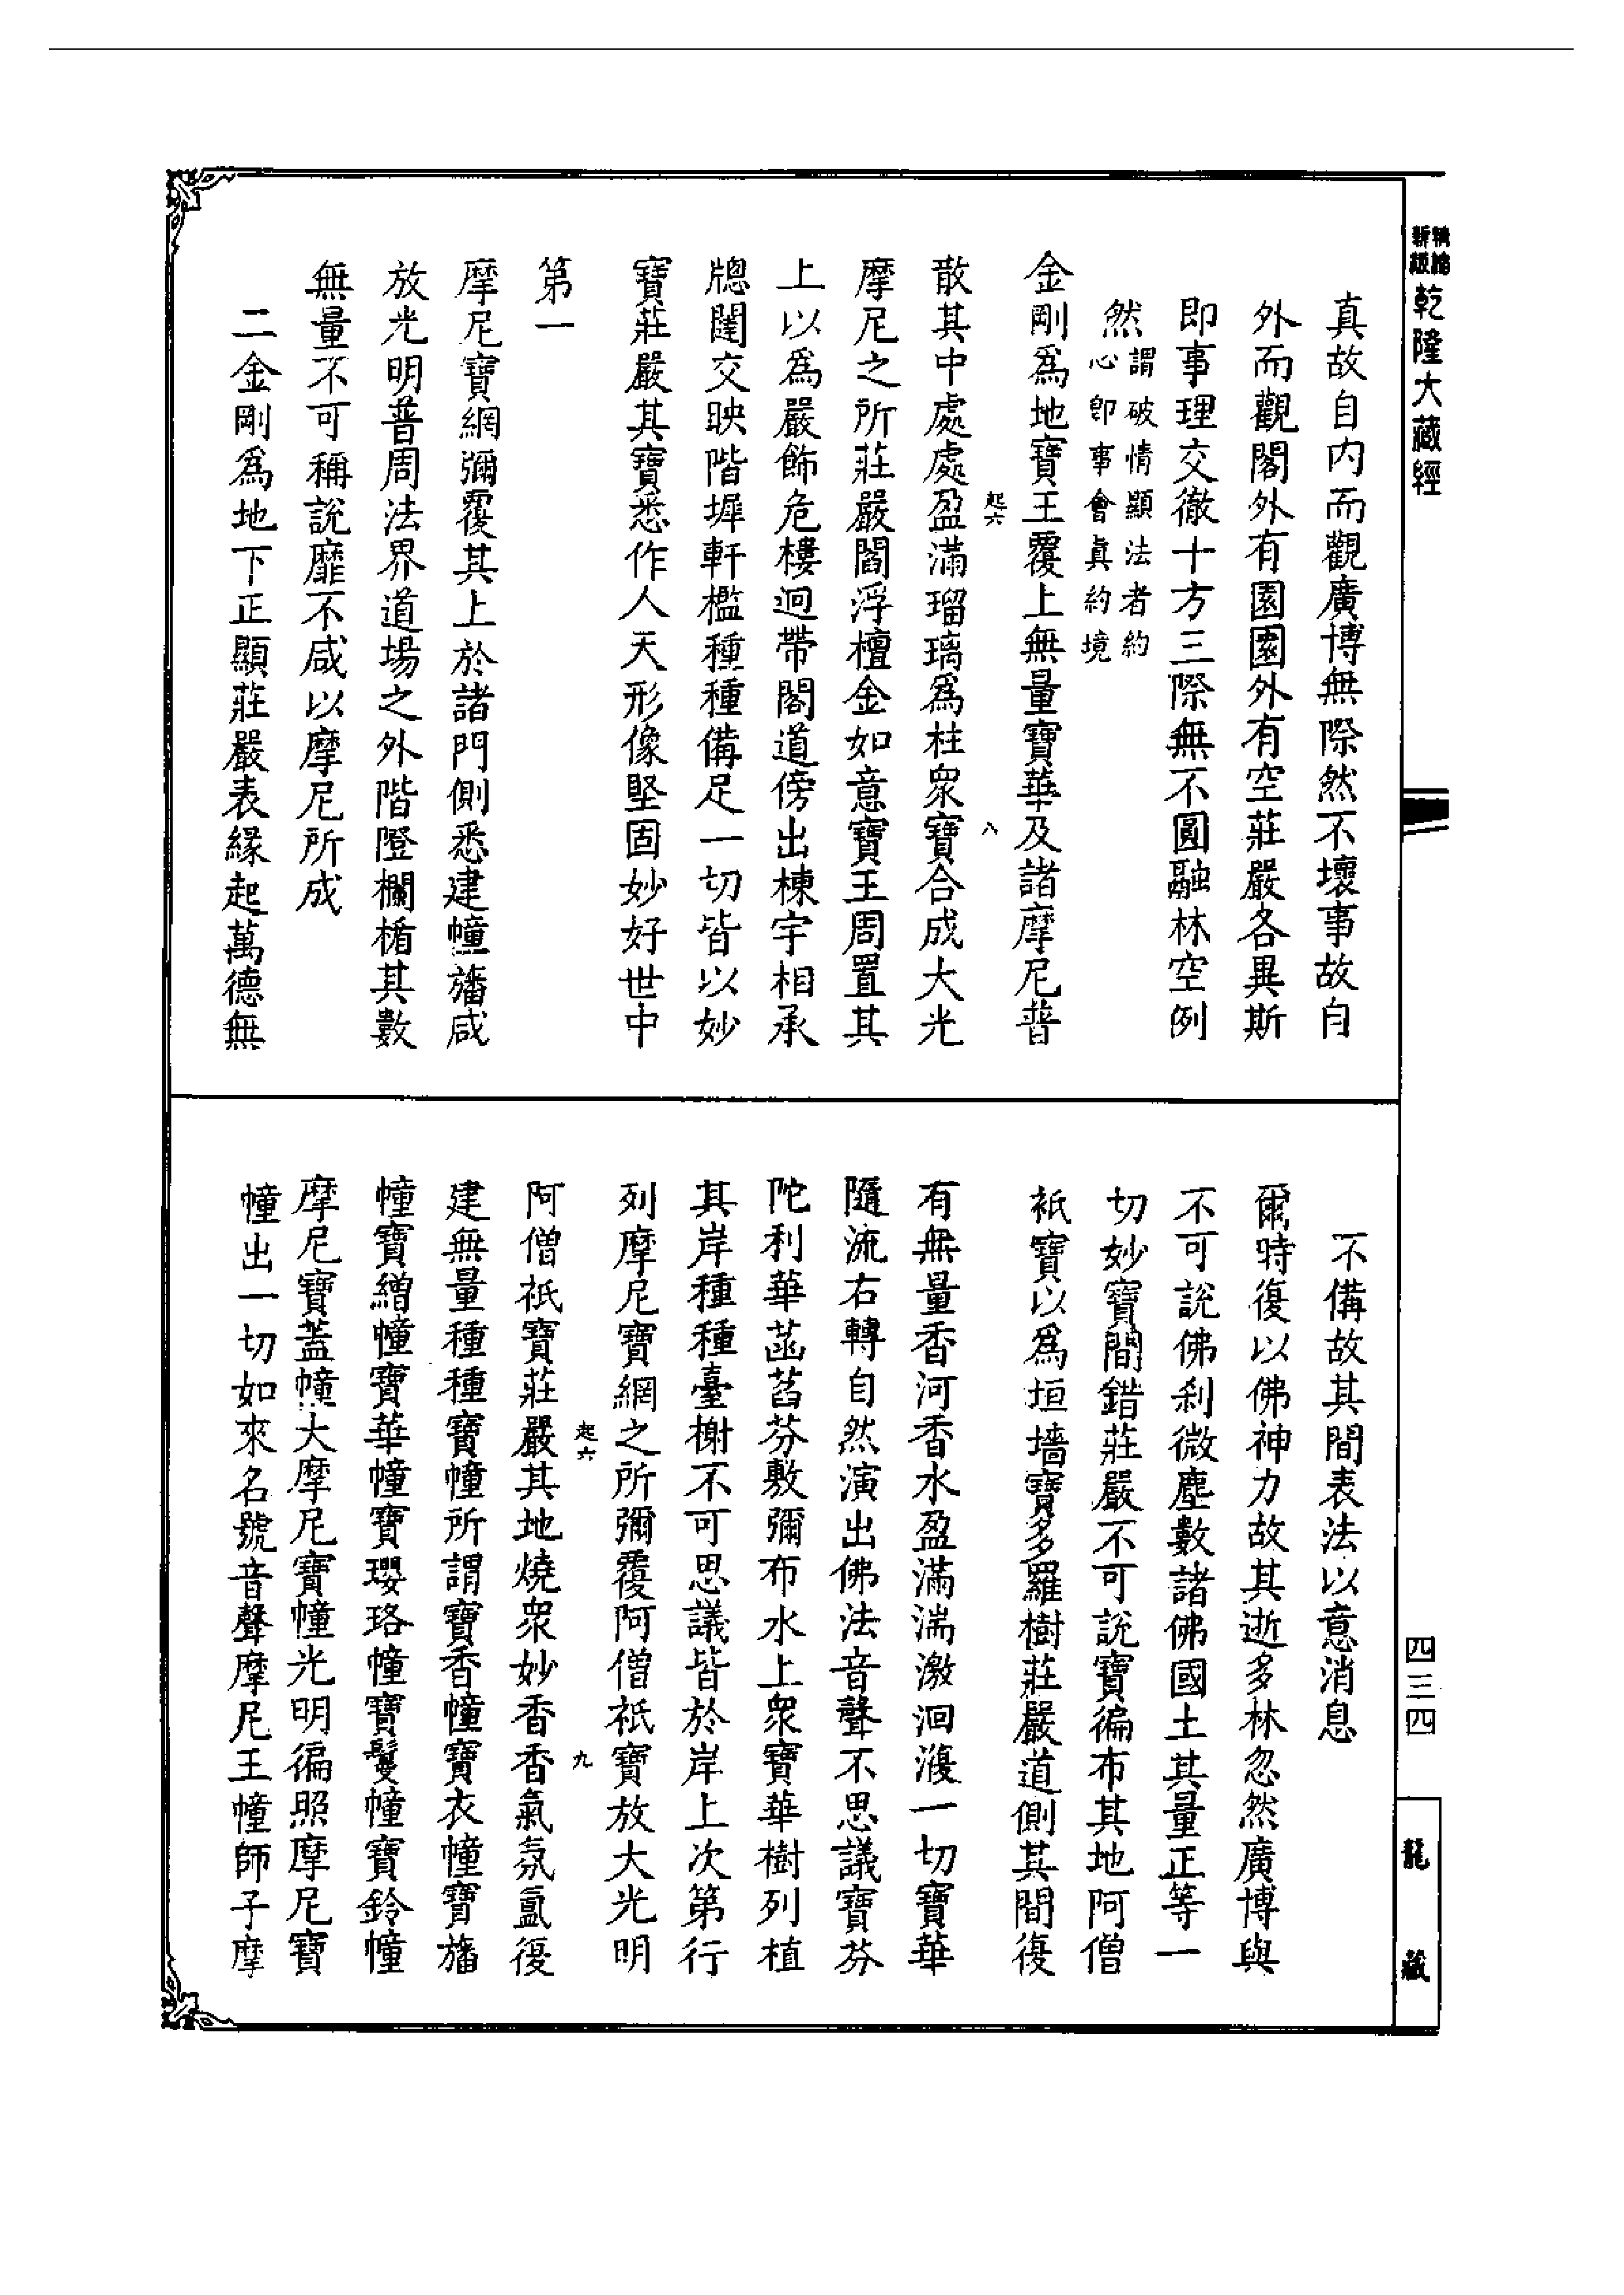 精縮
新版
乾隆大藏經
真故自内而觀廣博無際然不壞事故自
外而觀閣外有園園外有空莊嚴各異斯
即事理交徹十方三際無不圓融林空例
然謂破情顯法者約
心即事會真約境
金剛為地寶王覆上無量寶華及諸摩尼普
起六
八
散其中處處盈滿瑠璃為柱眾寶合成大光
摩尼之所莊嚴閻浮檀金如意寶王周置其
上以為嚴飾危樓迥帶閣道傍出棟宇相承
牕闥交映階墀軒檻種種備足一切皆以妙
寶莊嚴其寶悉作人天形像堅固妙好世中
第一
摩尼寶網彌覆其上於諸門側悉建幢旛咸
放光明普周法界道場之外階隥欄楯其數
無量不可稱說靡不咸以摩尼所成
二金剛為地下正顯莊嚴表緣起萬德無
不備故其間表法以意消息
爾時復以佛神力故其逝多林忽然廣博與
不可說佛剎微塵數諸佛國土其量正等一
切妙寶間錯莊嚴不可說寶徧布其地阿僧
祇寶以為垣墻寶多羅樹莊嚴道側其間復
有無量香河香水盈滿湍激洄澓一切寶華
隨流右轉自然演出佛法音聲不思議寶芬
陀利華菡萏芬敷彌布水上眾寶華樹列植
其岸種種臺榭不可思議皆於岸上次第行
列摩尼寶網之所彌覆阿僧祇寶放大光明
起六
九
阿僧祇寶莊嚴其地燒眾妙香香氣氛氳復
建無量種種寶幢所謂寶香幢寶衣幢寶旛
幢寶繒幢寶華幢寶瓔珞幢寶鬘幢寶鈴幢
摩尼寶蓋幢大摩尼寶幢光明徧照摩尼寶
幢出一切如來名號音聲摩尼王幢師子摩
四三四
龍藏